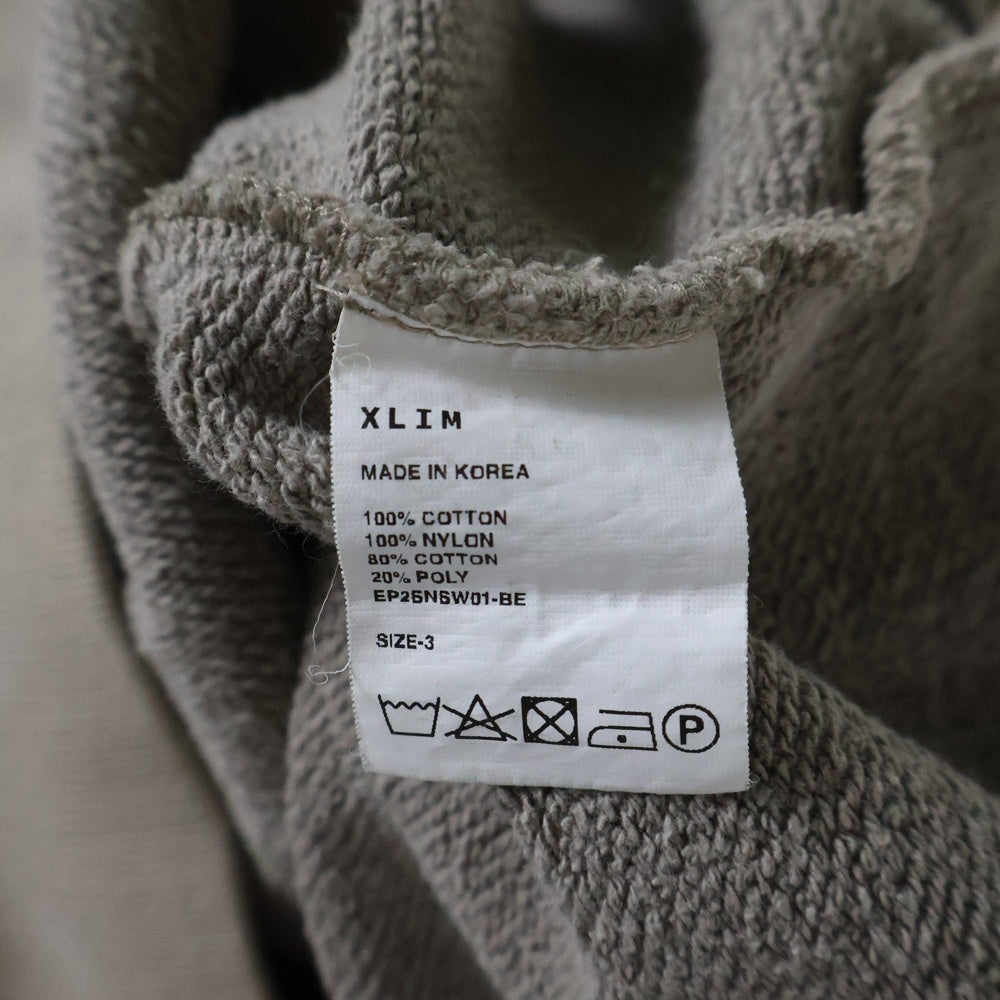 XLIM
MADE IN KOREA
100% COTTON
100% NYLON
80% COTTON
20% POLY
EP25NSW01-BE
SIZE-3
P